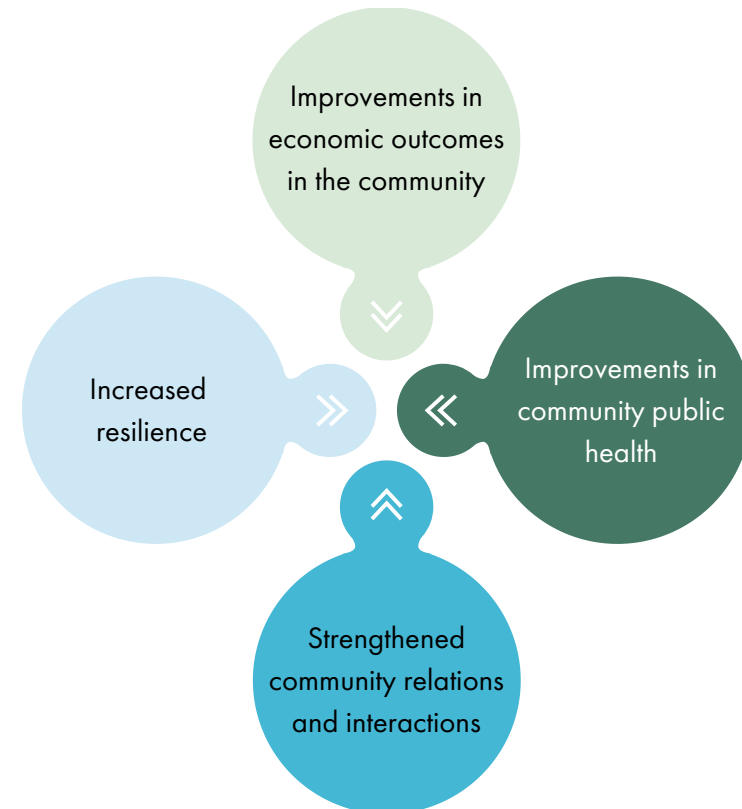 Improvements in
economic outcomes
in the community
Increased
resilience
Improvements in
community public
health
Strengthened
community relations
and interactions